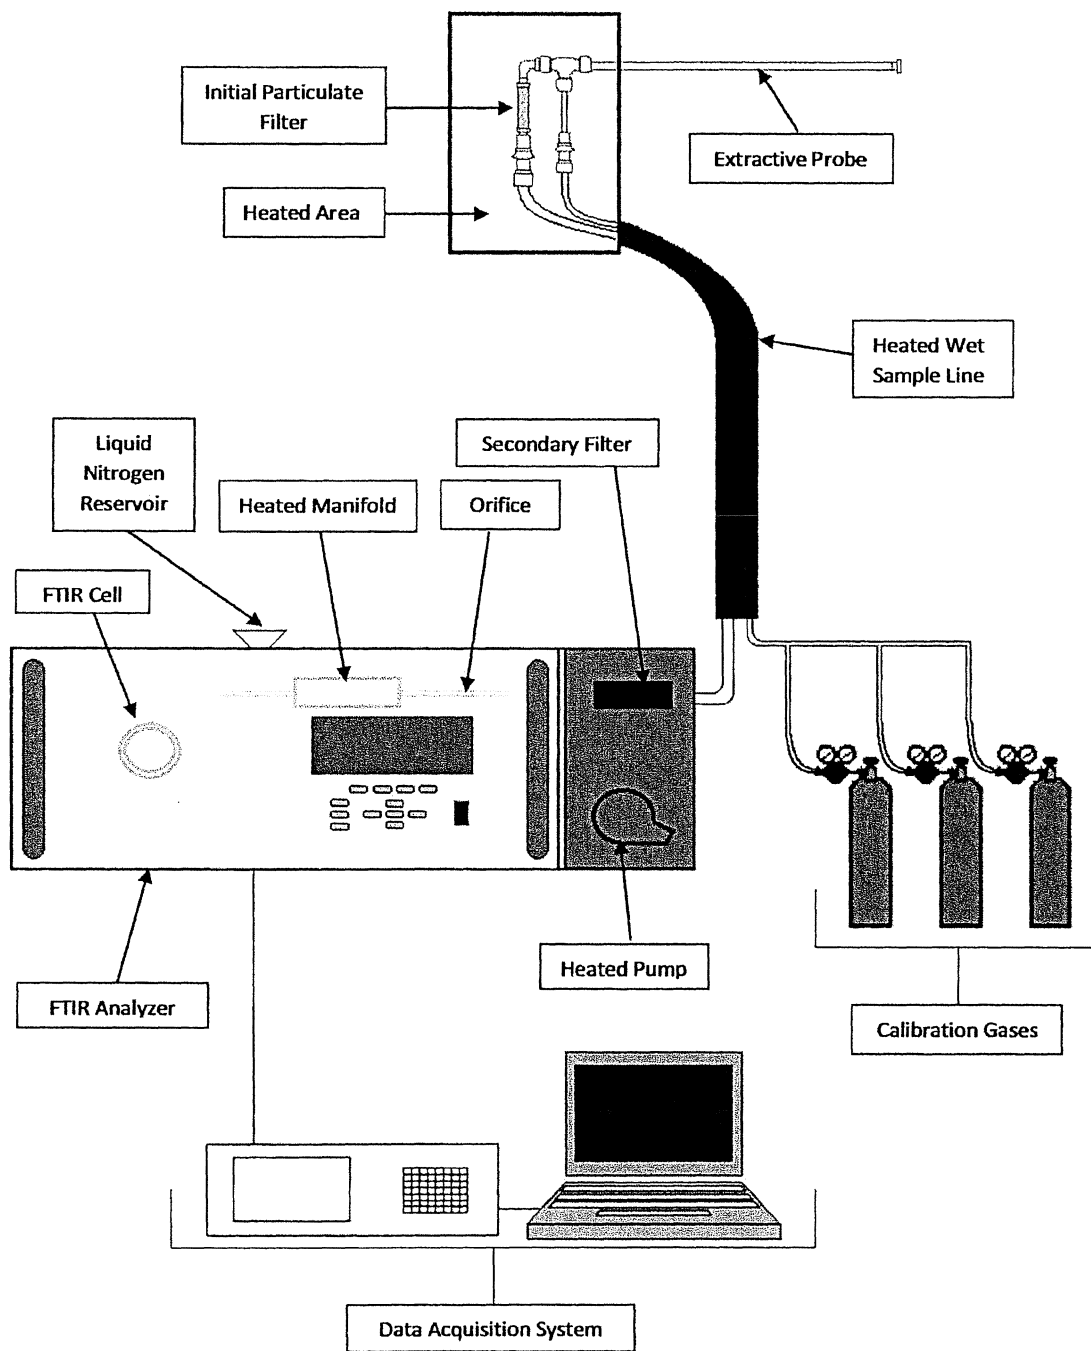 Initial Particulate
Filter
Extractive Probe
Heated Area
Heated Wet
Sample Line
Liquid
Nitrogen
Reservoir
Secondary Filter
Heated Manifold
Orifice
FTIR Cell
Heated Pump
FTIR Analyzer
Calibration Gases
Data Acquisition System